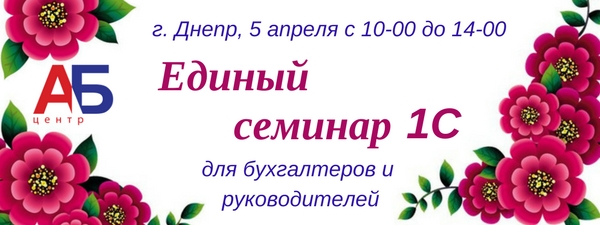 г. Днепр, 5 апреля с 10-00 до 14-00
Единый
семинар 1С
АБ
центр
для бухгалтеров и
руководителей